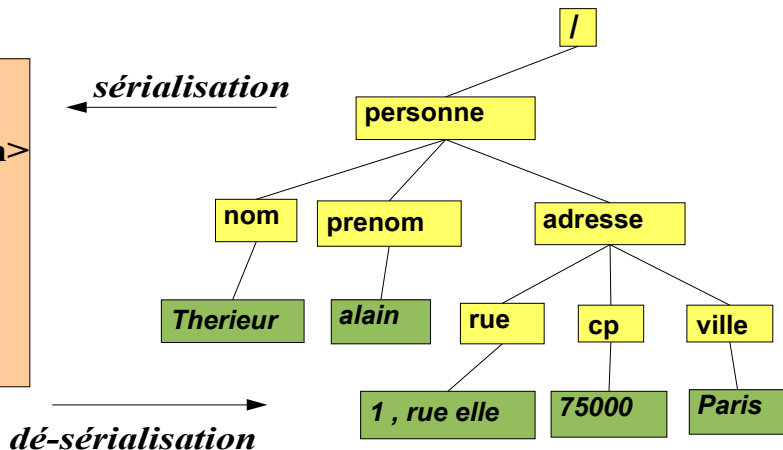 /
sérialisation
personne
n>
nom
prenom
adresse
Therieur
alain
rue
cp
ville
1 , rue elle
75000
Paris
dé-sérialisation